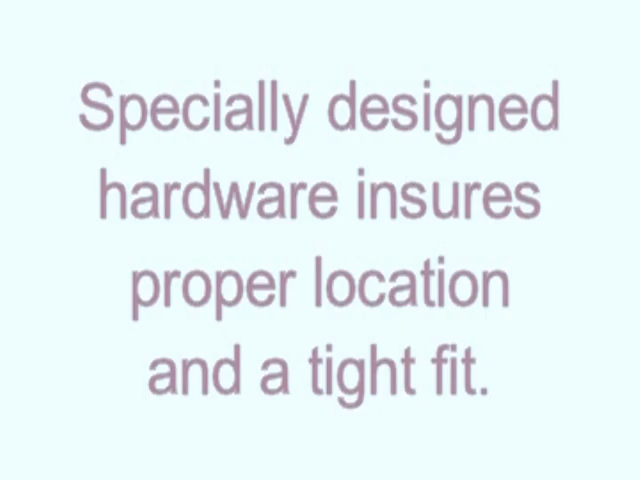 Specially designed
hardware insures
proper location
and a tight fit.